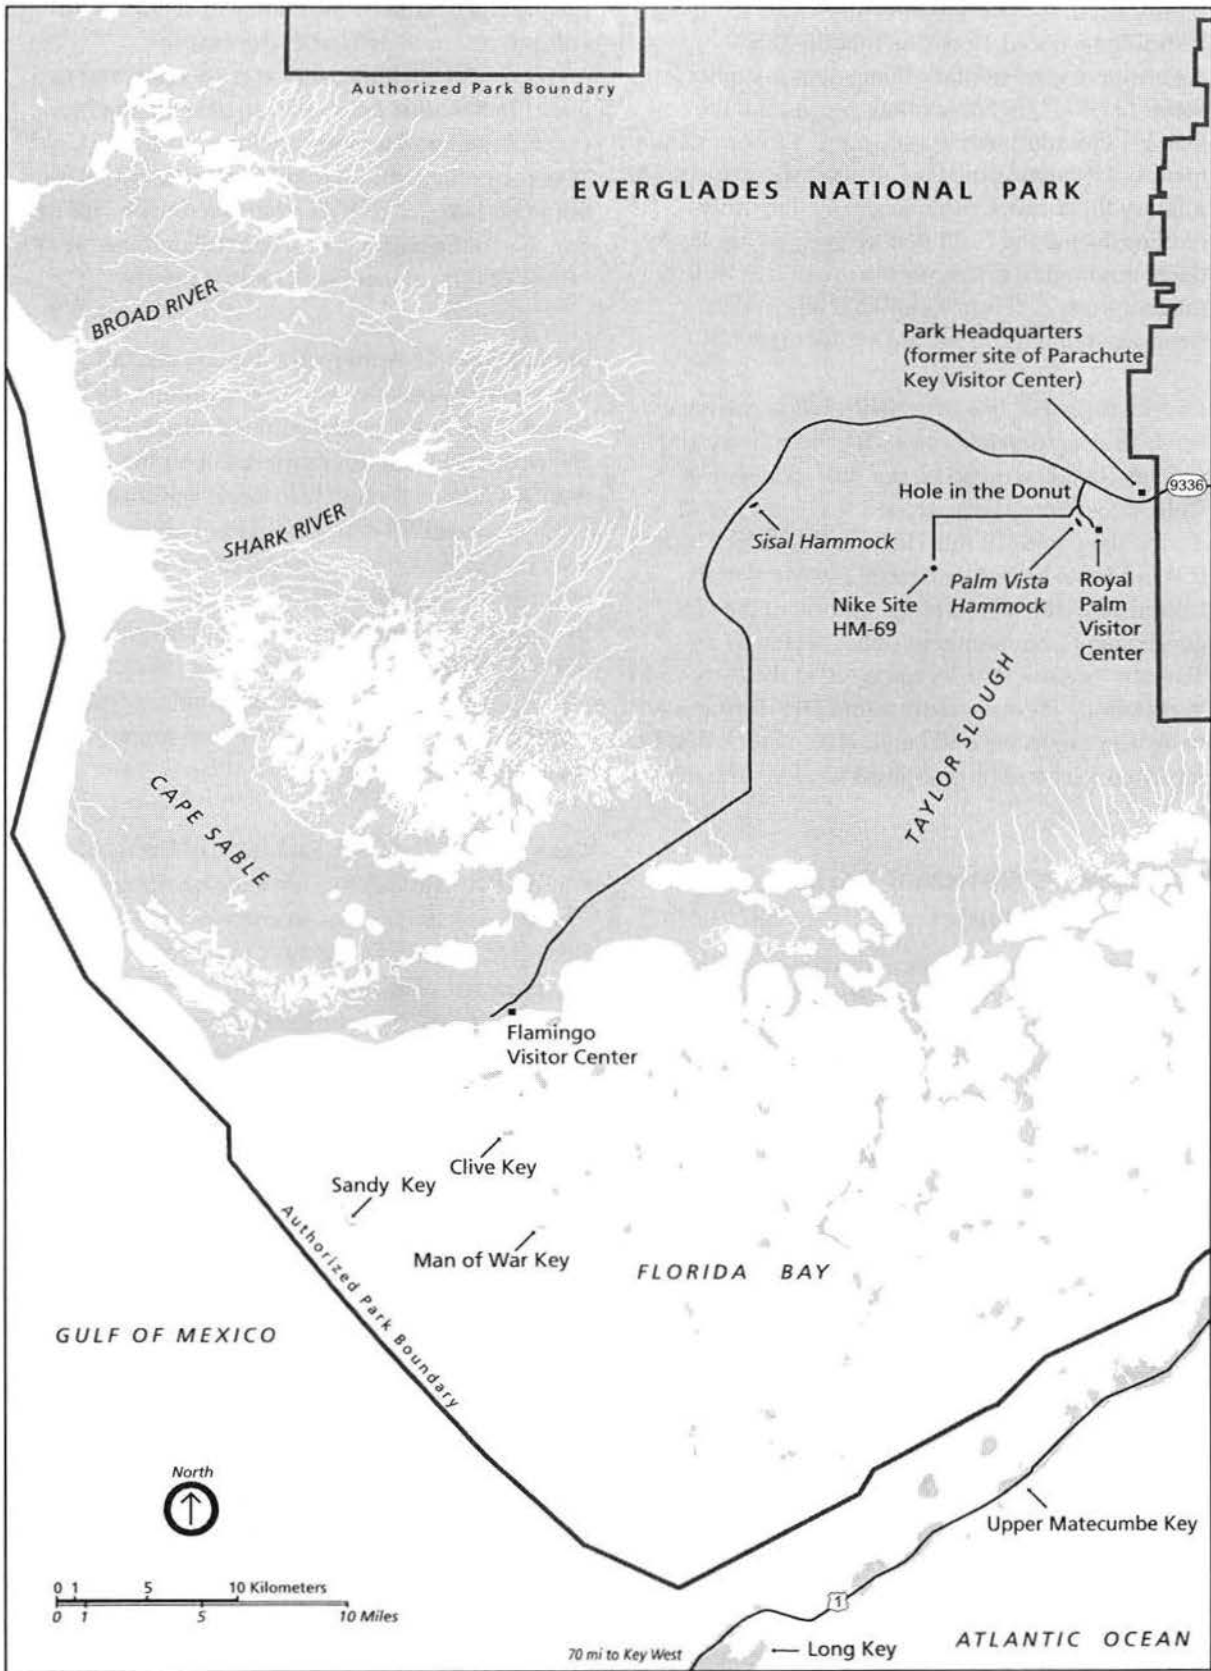 Authorized Park Boundary
EVERGLADES NATIONAL PARK
BROAD RIVER
Park Headquarters
(former site of Parachute
Key Visitor Center)
9336
Hole in the Donut
SHARK RIVER
Sisal Hammock
Nike Site
HM-69
Palm Vista
Hammock
Royal
Palm
Visitor
Center
TAYLOR SLOUGH
CAPE SABLE
Flamingo
Visitor Center
Clive Key
Sandy Key
Man of War Key
FLORIDA BAY
Authorized Park Boundary
GULF OF MEXICO
North
Upper Matecumbe Key
0 1 5 10 Kilometers
0 1 5 10 Miles
1
70 mi to Key West
Long Key
ATLANTIC OCEAN